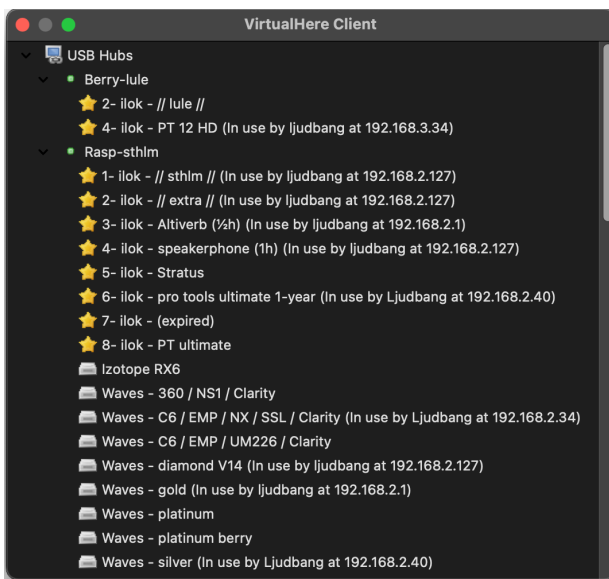 VirtualHere Client
USB Hubs
Berry-lule
2- ilok - // lule //
4- ilok - PT 12 HD (In use by ljudbang at 192.168.3.34)
Rasp-sthlm
1- ilok - // sthlm // (In use by ljudbang at 192.168.2.127)
2- ilok - // extra // (In use by ljudbang at 192.168.2.127)
3- ilok - Altiverb (½h) (In use by ljudbang at 192.168.2.1)
4- ilok - speakerphone (1h) (In use by ljudbang at 192.168.2.127)
5- ilok - Stratus
6- ilok - pro tools ultimate 1-year (In use by Ljudbang at 192.168.2.40)
7- ilok - (expired)
8- ilok - PT ultimate
Izotope RX6
Waves - 360 / NS1 / Clarity
Waves - C6 / EMP / NX / SSL / Clarity (In use by Ljudbang at 192.168.2.34)
Waves - C6 / EMP / UM226 / Clarity
Waves - diamond V14 (In use by ljudbang at 192.168.2.127)
Waves - gold (In use by ljudbang at 192.168.2.1)
Waves - platinum
Waves - platinum berry
Waves - silver (In use by Ljudbang at 192.168.2.40)